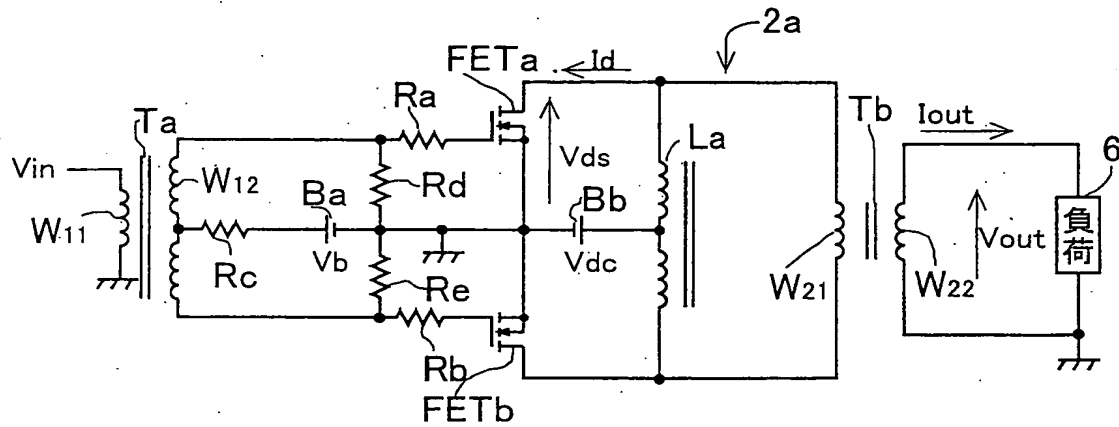 2a
FETa
Id
Ra
Ta
Tb
Iout
La
6
Vin
Vds
W12
Rd
Ba
Bb
負荷
W11
Vout
Rc
Vb
Vdc
Re
W21
W22
Rb
FETb